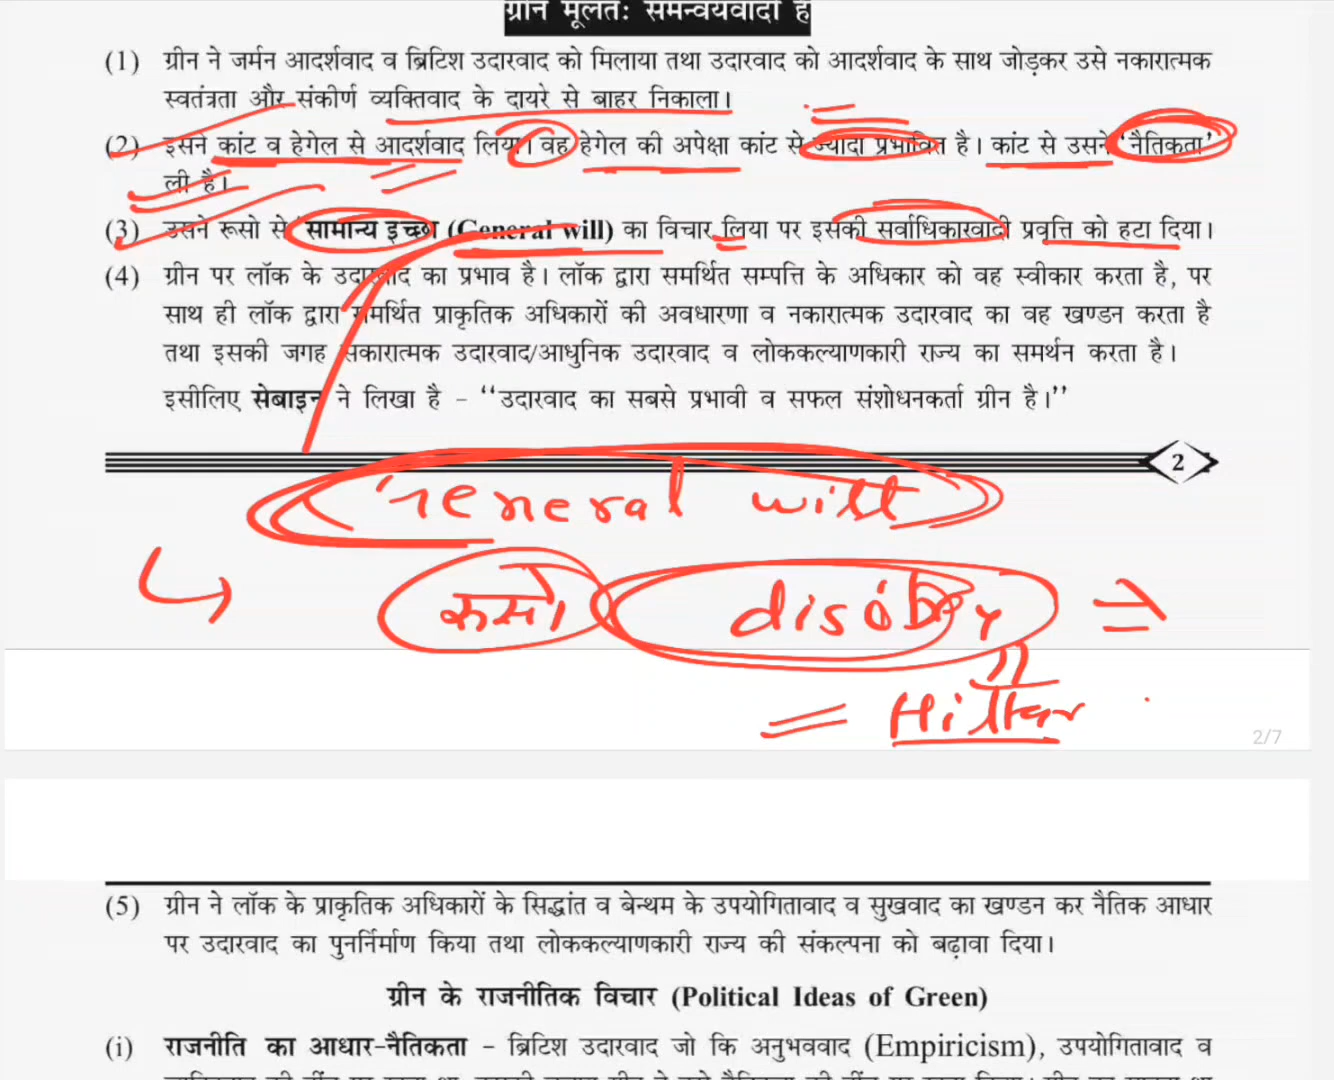 ग्रीन मूलतः समन्वयवादी है
(1) ग्रीन ने जर्मन आदर्शवाद व ब्रिटिश उदारवाद को मिलाया तथा उदारवाद को आदर्शवाद के साथ जोड़कर उसे नकारात्मक
स्वतंत्रता और संकीर्ण व्यक्तिवाद के दायरे से बाहर निकाला।
(2) इसने कांट व हेगेल से आदर्शवाद लिया। वह हेगेल की अपेक्षा कांट से ज्यादा प्रभावित है। कांट से उसने ‘नैतिकता’
ली है।
(3) उसने रूसो से सामान्य इच्छा (General will) का विचार लिया पर इसकी सर्वाधिकारवादी प्रवृत्ति को हटा दिया।
(4) ग्रीन पर लॉक के उदारवाद का प्रभाव है। लॉक द्वारा समर्थित सम्पत्ति के अधिकार को वह स्वीकार करता है, पर
साथ ही लॉक द्वारा समर्थित प्राकृतिक अधिकारों की अवधारणा व नकारात्मक उदारवाद का वह खण्डन करता है
तथा इसकी जगह सकारात्मक उदारवाद/आधुनिक उदारवाद व लोककल्याणकारी राज्य का समर्थन करता है।
इसीलिए सेबाइन ने लिखा है - ‘‘उदारवाद का सबसे प्रभावी व सफल संशोधनकर्ता ग्रीन है।’’
2
General will
रूसो disobey
= Hitlar
2/7
(5) ग्रीन ने लॉक के प्राकृतिक अधिकारों के सिद्धांत व बेन्थम के उपयोगितावाद व सुखवाद का खण्डन कर नैतिक आधार
पर उदारवाद का पुनर्निर्माण किया तथा लोककल्याणकारी राज्य की संकल्पना को बढ़ावा दिया।
ग्रीन के राजनीतिक विचार (Political Ideas of Green)
(i) राजनीति का आधार-नैतिकता - ब्रिटिश उदारवाद जो कि अनुभववाद (Empiricism), उपयोगितावाद व